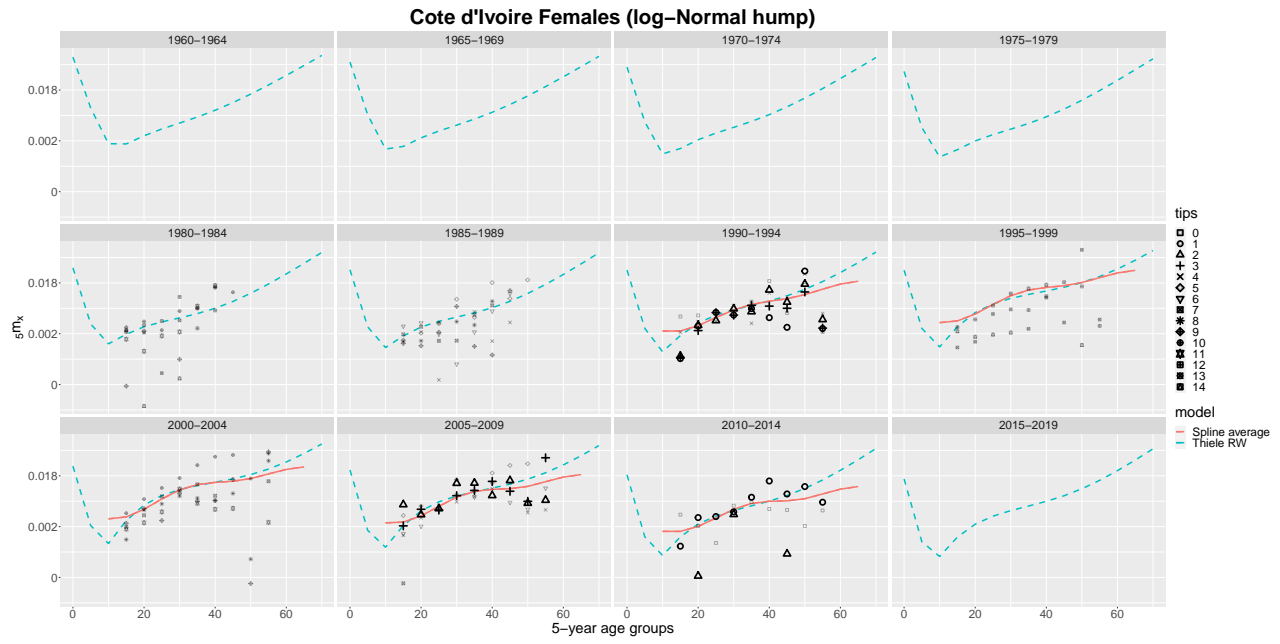 Cote d'Ivoire Females (log−Normal hump)
1960−1964 1965−1969 1970−1974 1975−1979
0.018
0.002
0
1980−1984 1985−1989 1990−1994 1995−1999
0.018
0.002
0
2000−2004 2005−2009 2010−2014 2015−2019
0.018
0.002
0
0 20 40 60 0 20 40 60 0 20 40 60 0 20 40 60
5−year age groups
5mx
tips
0
1
2
3
4
5
6
7
8
9
10
11
12
13
14
model
Spline average
Thiele RW